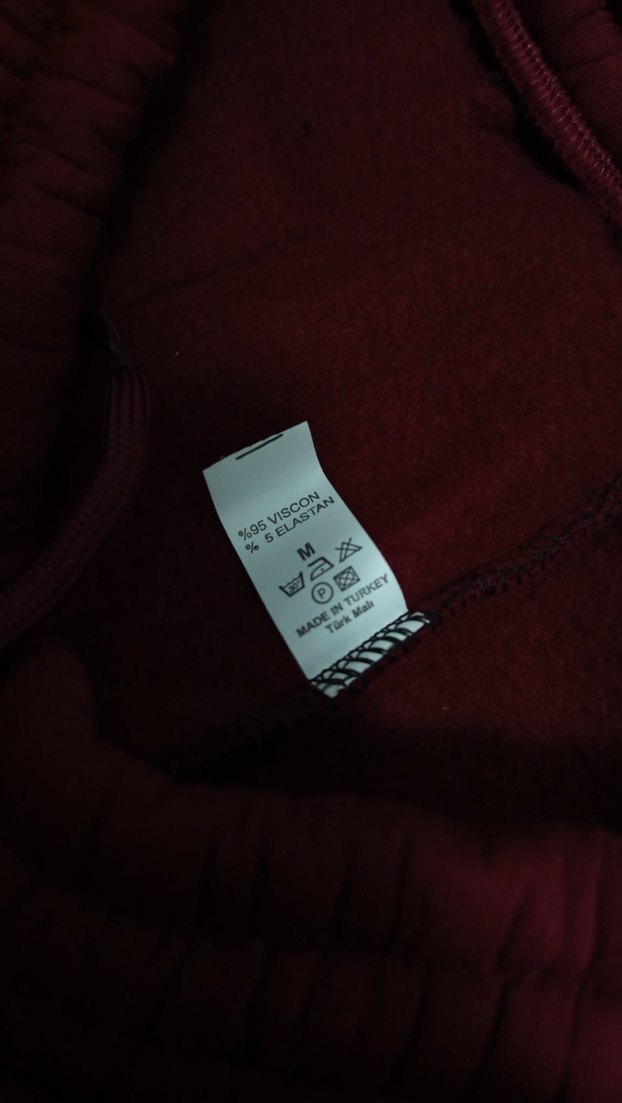 %95 VISCON
% 5 ELASTAN
M
P
MADE IN TURKEY
Türk Malı